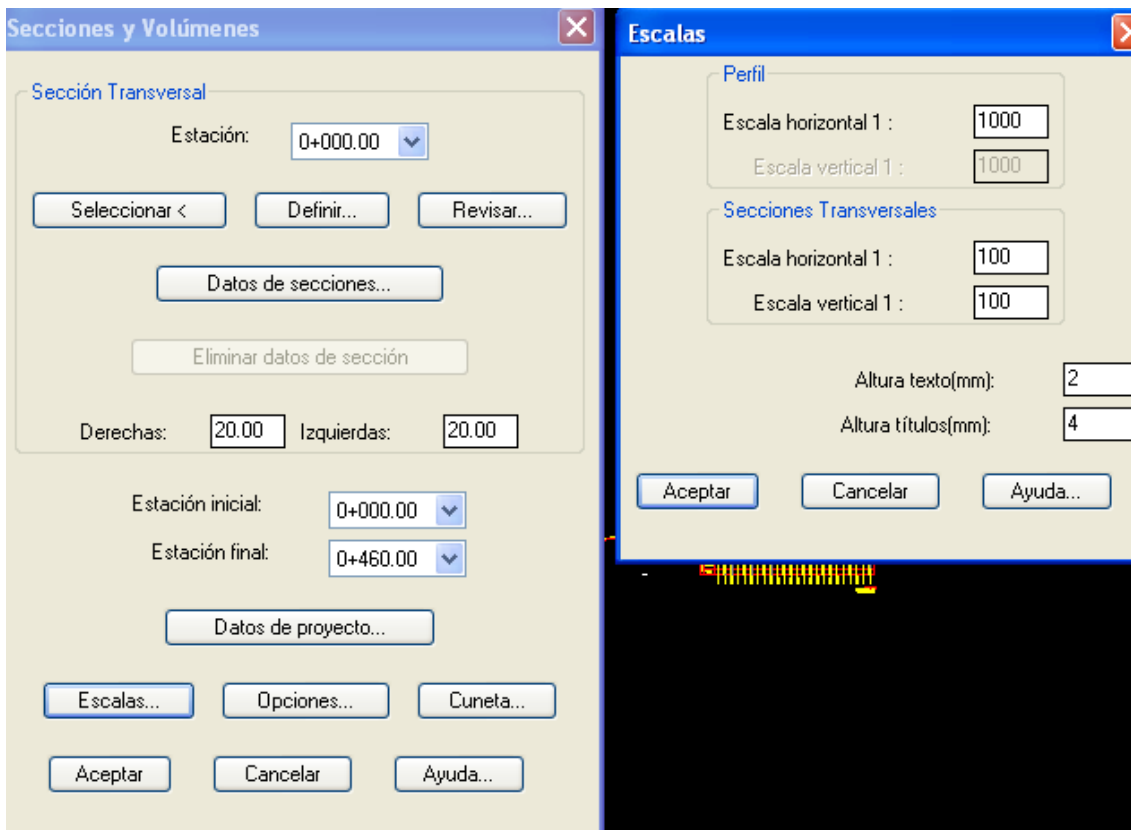 Secciones y Volúmenes
Sección Transversal
Estación: 0+000.00
Seleccionar < Definir... Revisar...
Datos de secciones...
Eliminar datos de sección
Derechas: 20.00 Izquierdas: 20.00
Estación inicial: 0+000.00
Estación final: 0+460.00
Datos de proyecto...
Escalas... Opciones... Cuneta...
Aceptar Cancelar Ayuda...
Escalas
Perfil
Escala horizontal 1 : 1000
Escala vertical 1 : 1000
Secciones Transversales
Escala horizontal 1 : 100
Escala vertical 1 : 100
Altura texto(mm): 2
Altura títulos(mm): 4
Aceptar Cancelar Ayuda...